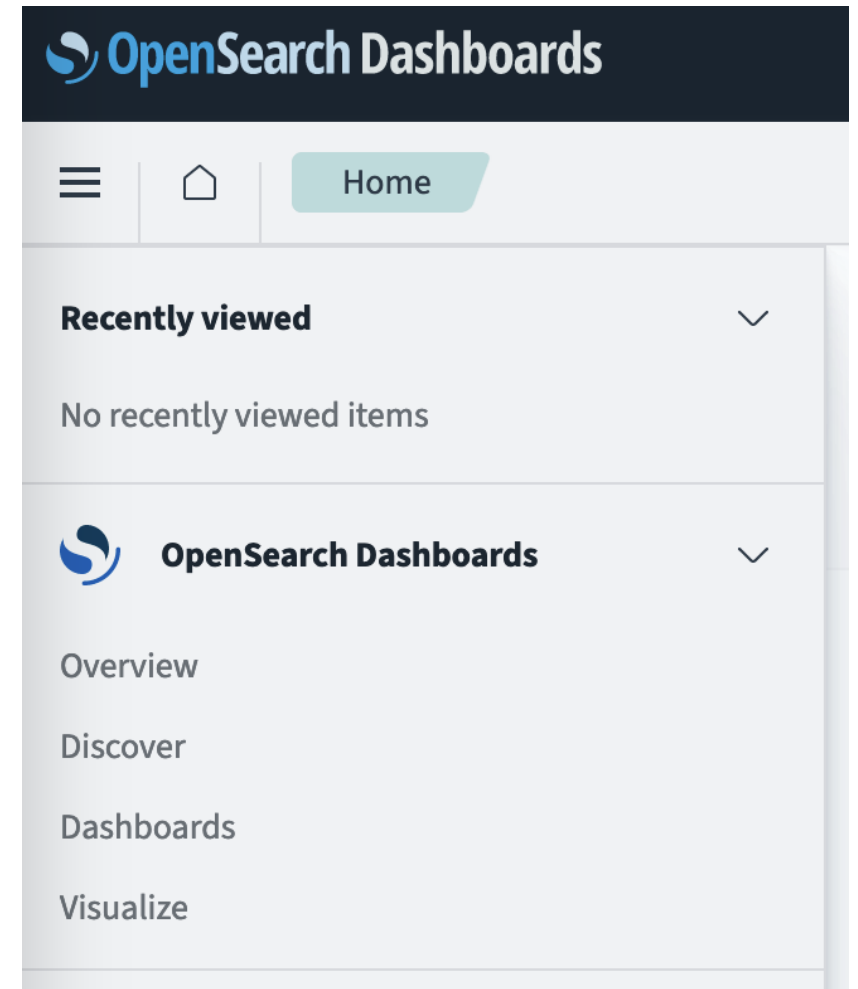 OpenSearch Dashboards
Home
Recently viewed
No recently viewed items
OpenSearch Dashboards
Overview
Discover
Dashboards
Visualize